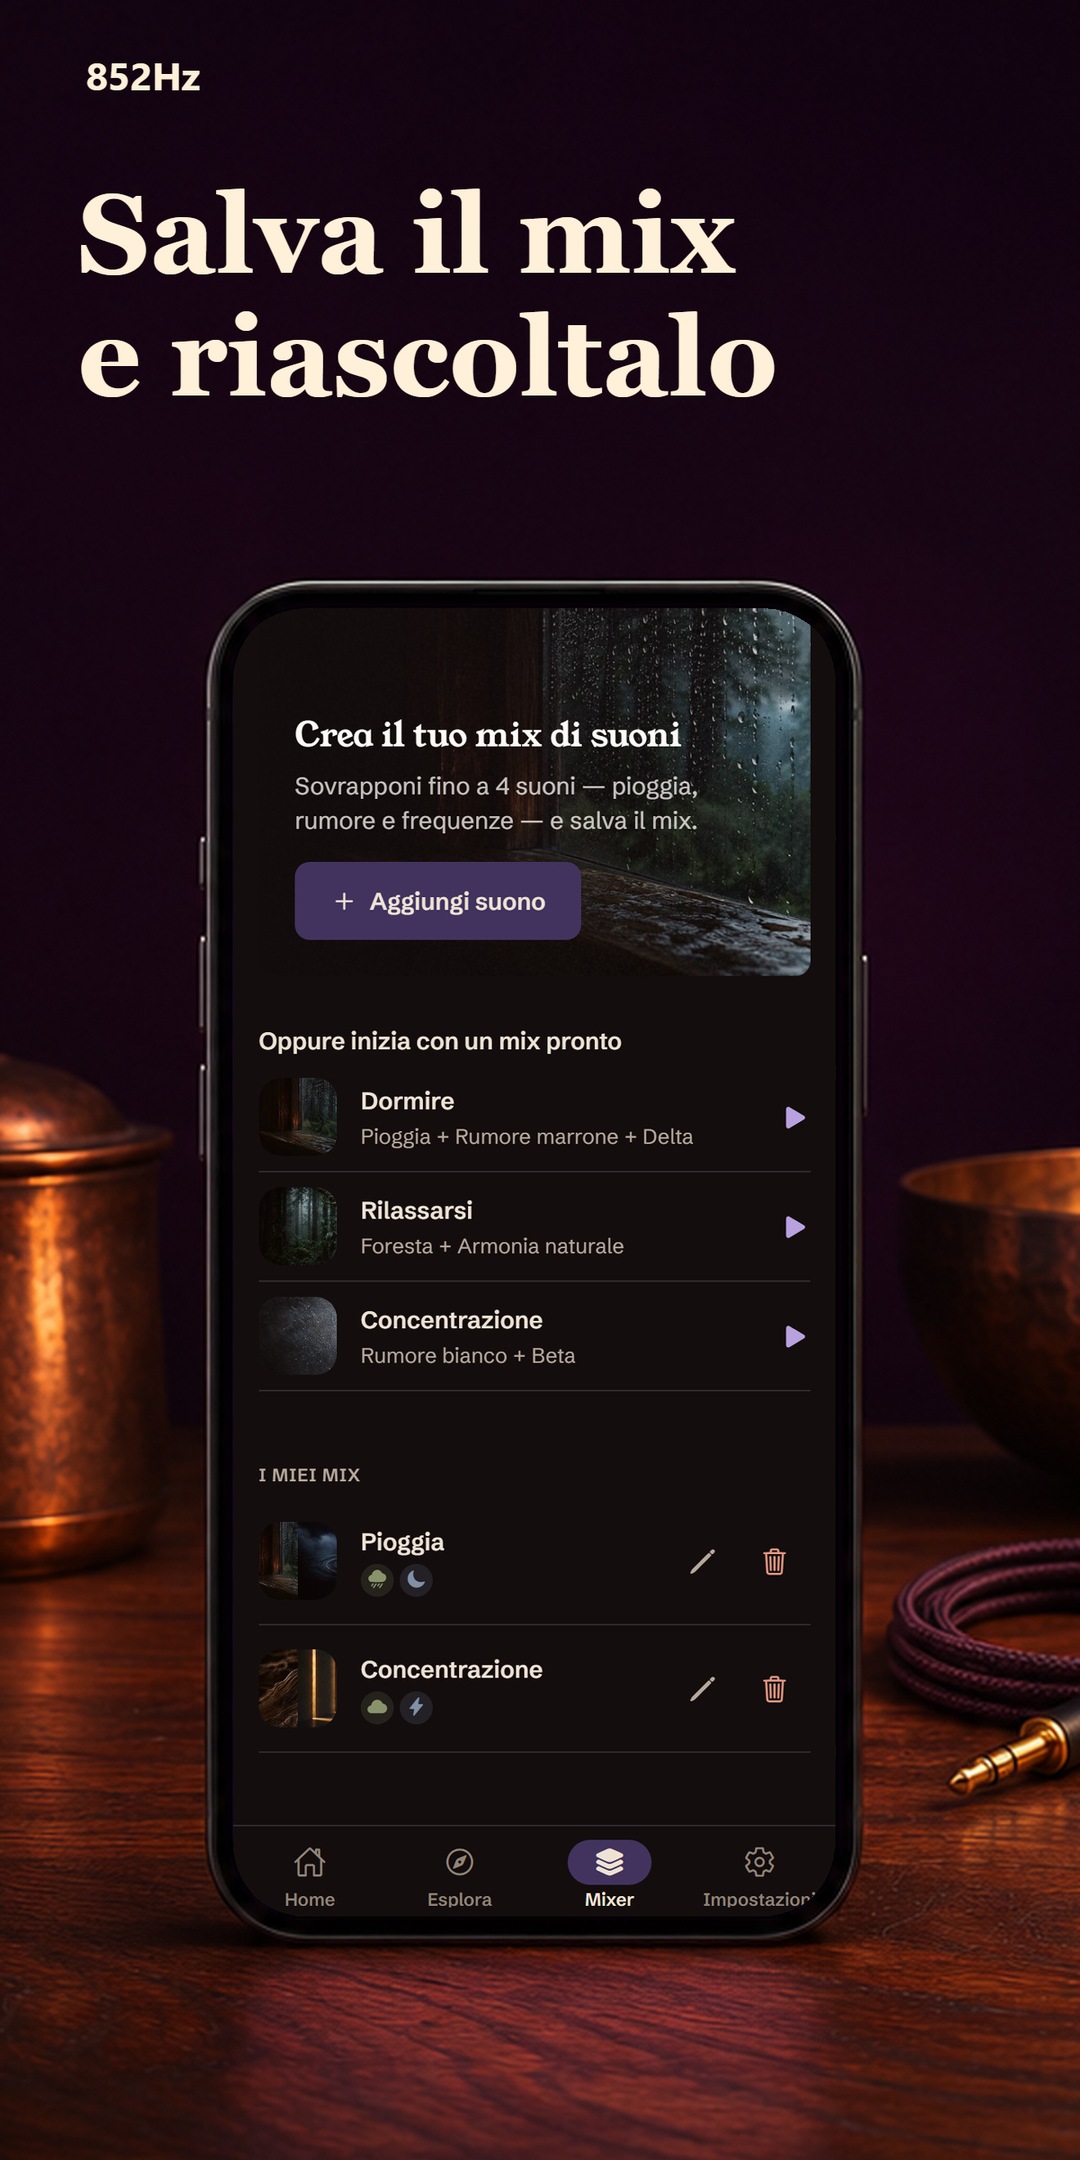 852Hz
Salva il mix
e riascoltalo
Crea il tuo mix di suoni
Sovrapponi fino a 4 suoni — pioggia,
rumore e frequenze — e salva il mix.
+ Aggiungi suono
Oppure inizia con un mix pronto
Dormire
Pioggia + Rumore marrone + Delta
Rilassarsi
Foresta + Armonia naturale
Concentrazione
Rumore bianco + Beta
I MIEI MIX
Pioggia
Concentrazione
Home
Esplora
Mixer
Impostazioni